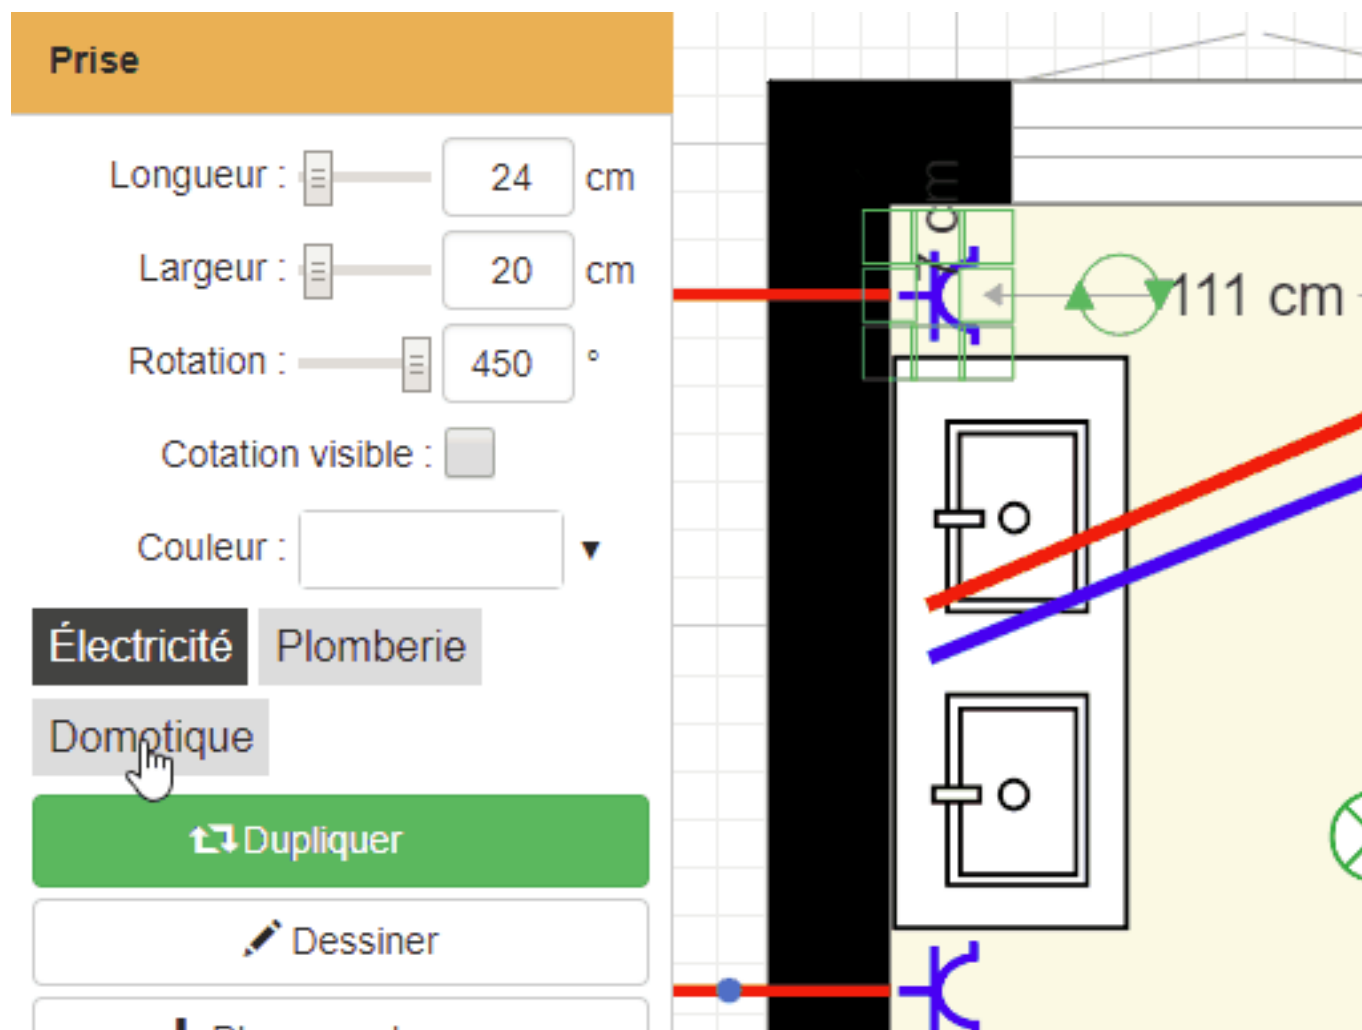 Prise
Longueur : 24 cm
Largeur : 20 cm
Rotation : 450 °
Cotation visible :
Couleur : ▼
Électricité Plomberie
Domotique
Dupliquer
Dessiner
cm
111 cm